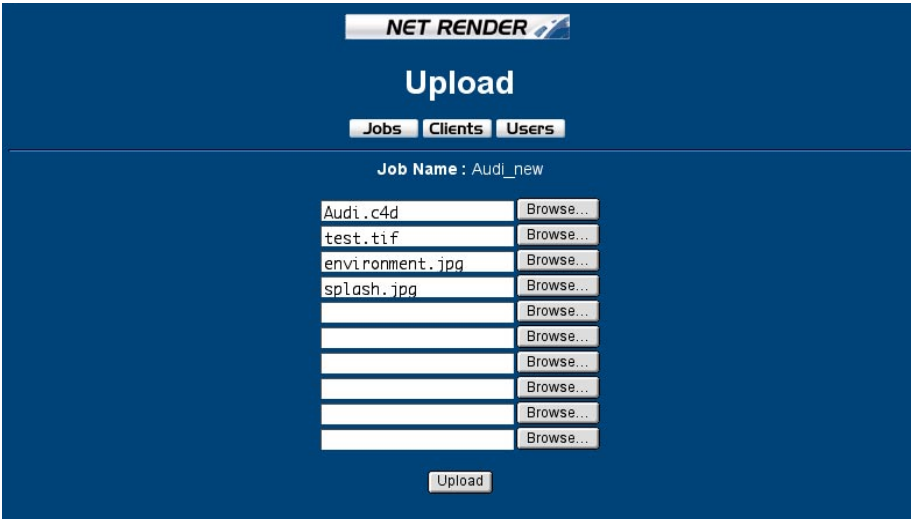 NET RENDER
Upload
Jobs Clients Users
Job Name : Audi_new
Audi.c4d Browse...
test.tif Browse...
environment.jpg Browse...
splash.jpg Browse...
Browse...
Browse...
Browse...
Browse...
Browse...
Browse...
Upload